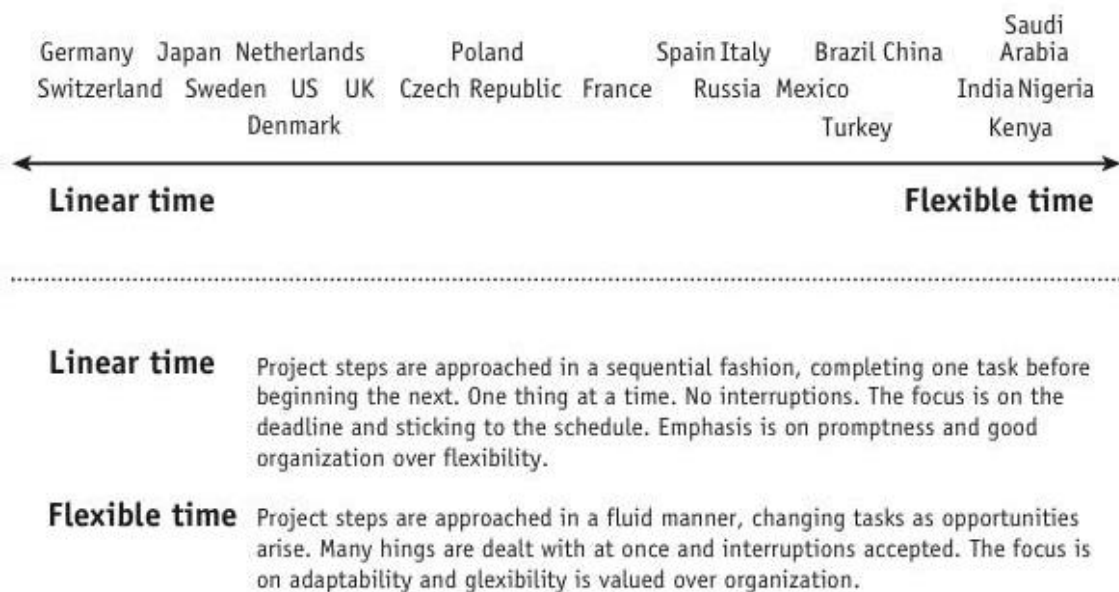 Saudi
Germany Japan Netherlands Poland Spain Italy Brazil China Arabia
Switzerland Sweden US UK Czech Republic France Russia Mexico India Nigeria
Denmark Turkey Kenya
Linear time Flexible time
Linear time Project steps are approached in a sequential fashion, completing one task before
beginning the next. One thing at a time. No interruptions. The focus is on the
deadline and sticking to the schedule. Emphasis is on promptness and good
organization over flexibility.
Flexible time Project steps are approached in a fluid manner, changing tasks as opportunities
arise. Many hings are dealt with at once and interruptions accepted. The focus is
on adaptability and glexibility is valued over organization.